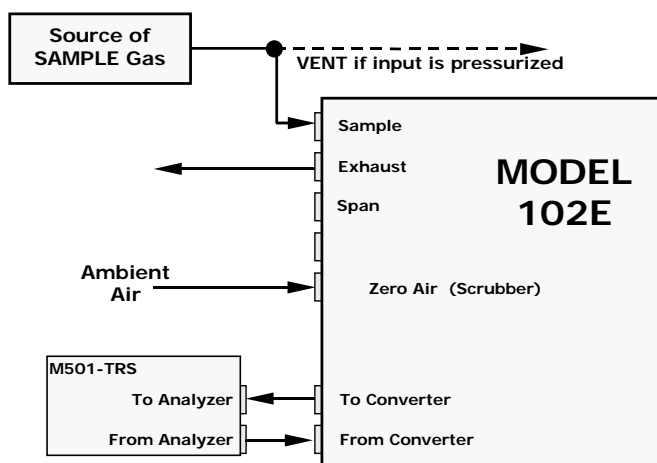 Source of
SAMPLE Gas
VENT if input is pressurized
Sample
Exhaust
Span
MODEL
102E
Ambient
Air
Zero Air (Scrubber)
M501-TRS
To Analyzer
To Converter
From Analyzer
From Converter